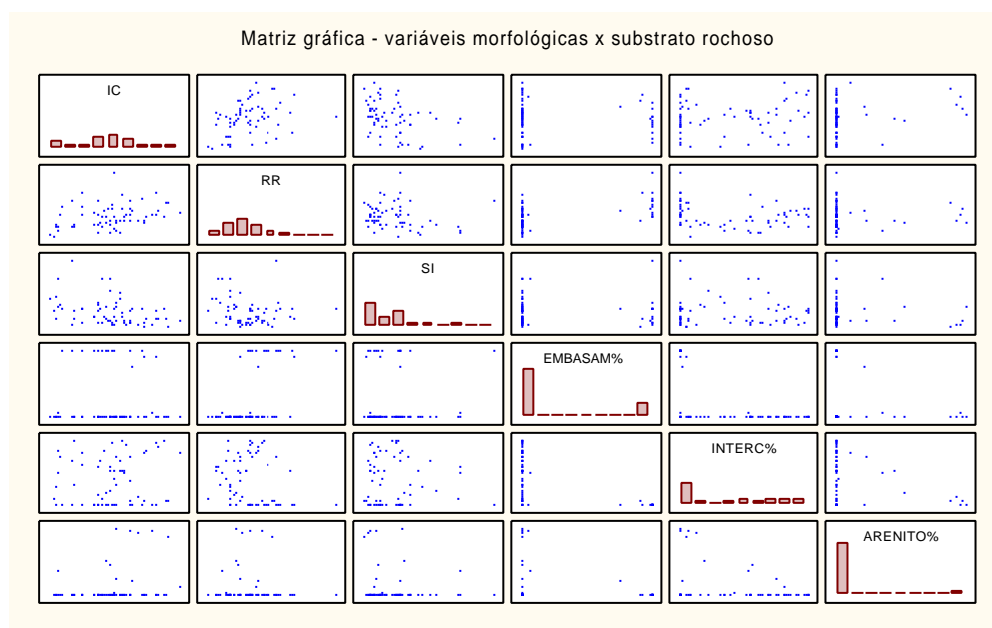 Matriz gráfica - variáveis morfológicas x substrato rochoso
IC
RR
SI
EMBASAM%
INTERC%
ARENITO%